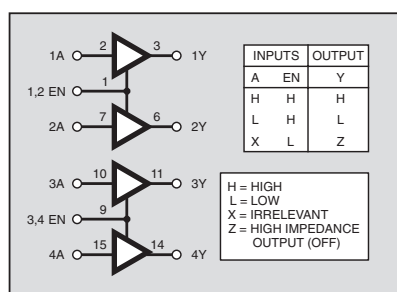 1A 2 3 1Y
1,2 EN 1
2A 7 6 2Y
3A 10 11 3Y
3,4 EN 9
4A 15 14 4Y
INPUTS OUTPUT
A EN Y
H H H
L H L
X L Z
H = HIGH
L = LOW
X = IRRELEVANT
Z = HIGH IMPEDANCE
OUTPUT (OFF)